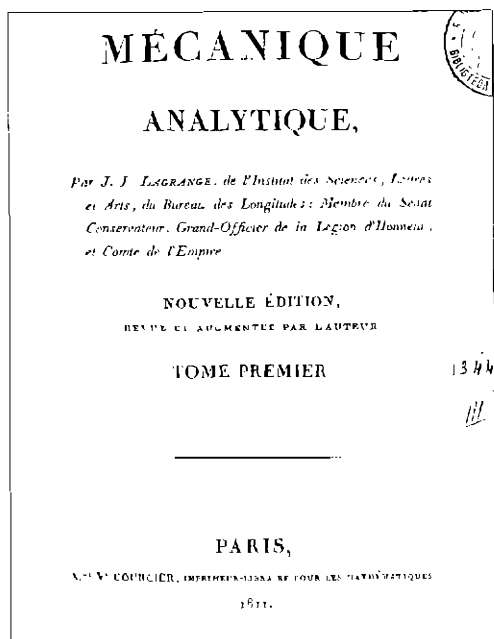 MÉCANIQUE
ANALYTIQUE,
Par J. J. LAGRANGE, de l'Institut des Sciences, Lettres
et Arts, du Bureau des Longitudes; Membre du Sénat
Conservateur, Grand-Officier de la Légion d'Honneur,
et Comte de l'Empire
NOUVELLE ÉDITION,
REVUE ET AUGMENTÉE PAR L'AUTEUR
TOME PREMIER
1344
III
PARIS,
COURCIER, IMPRIMEUR-LIBRAIRE POUR LES MATHÉMATIQUES
1811.